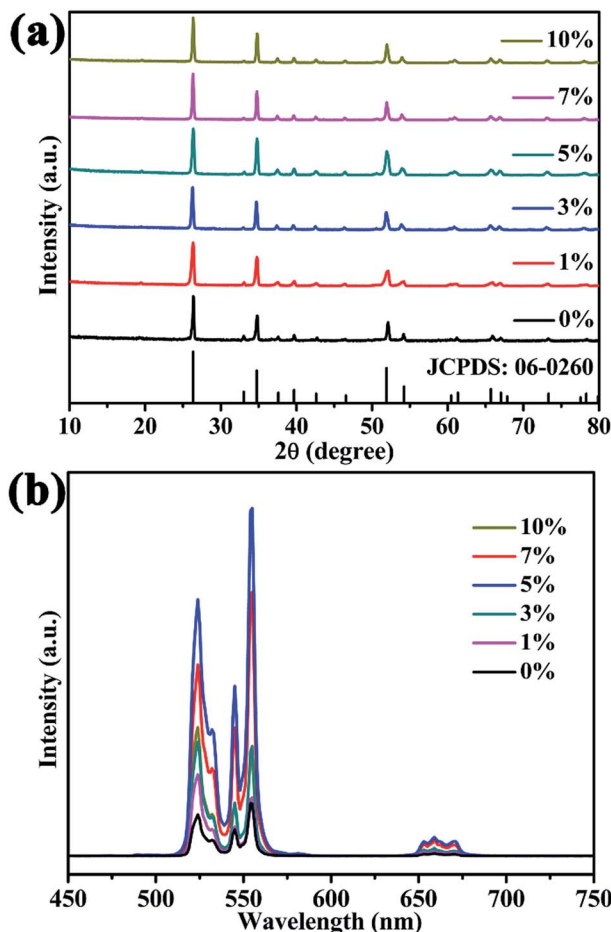 (a)
10%
7%
5%
3%
1%
0%
JCPDS: 06-0260
Intensity (a.u.)
10 20 30 40 50 60 70 80
2θ (degree)
(b)
10%
7%
5%
3%
1%
0%
Intensity (a.u.)
450 500 550 600 650 700 750
Wavelength (nm)